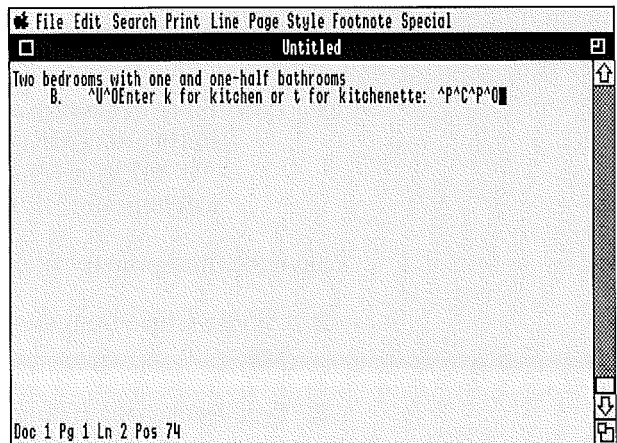 File Edit Search Print Line Page Style Footnote Special
Untitled
Two bedrooms with one and one-half bathrooms
B. ^U^OEnter k for kitchen or t for kitchenette: ^P^C^P^O
Doc 1 Pg 1 Ln 2 Pos 74